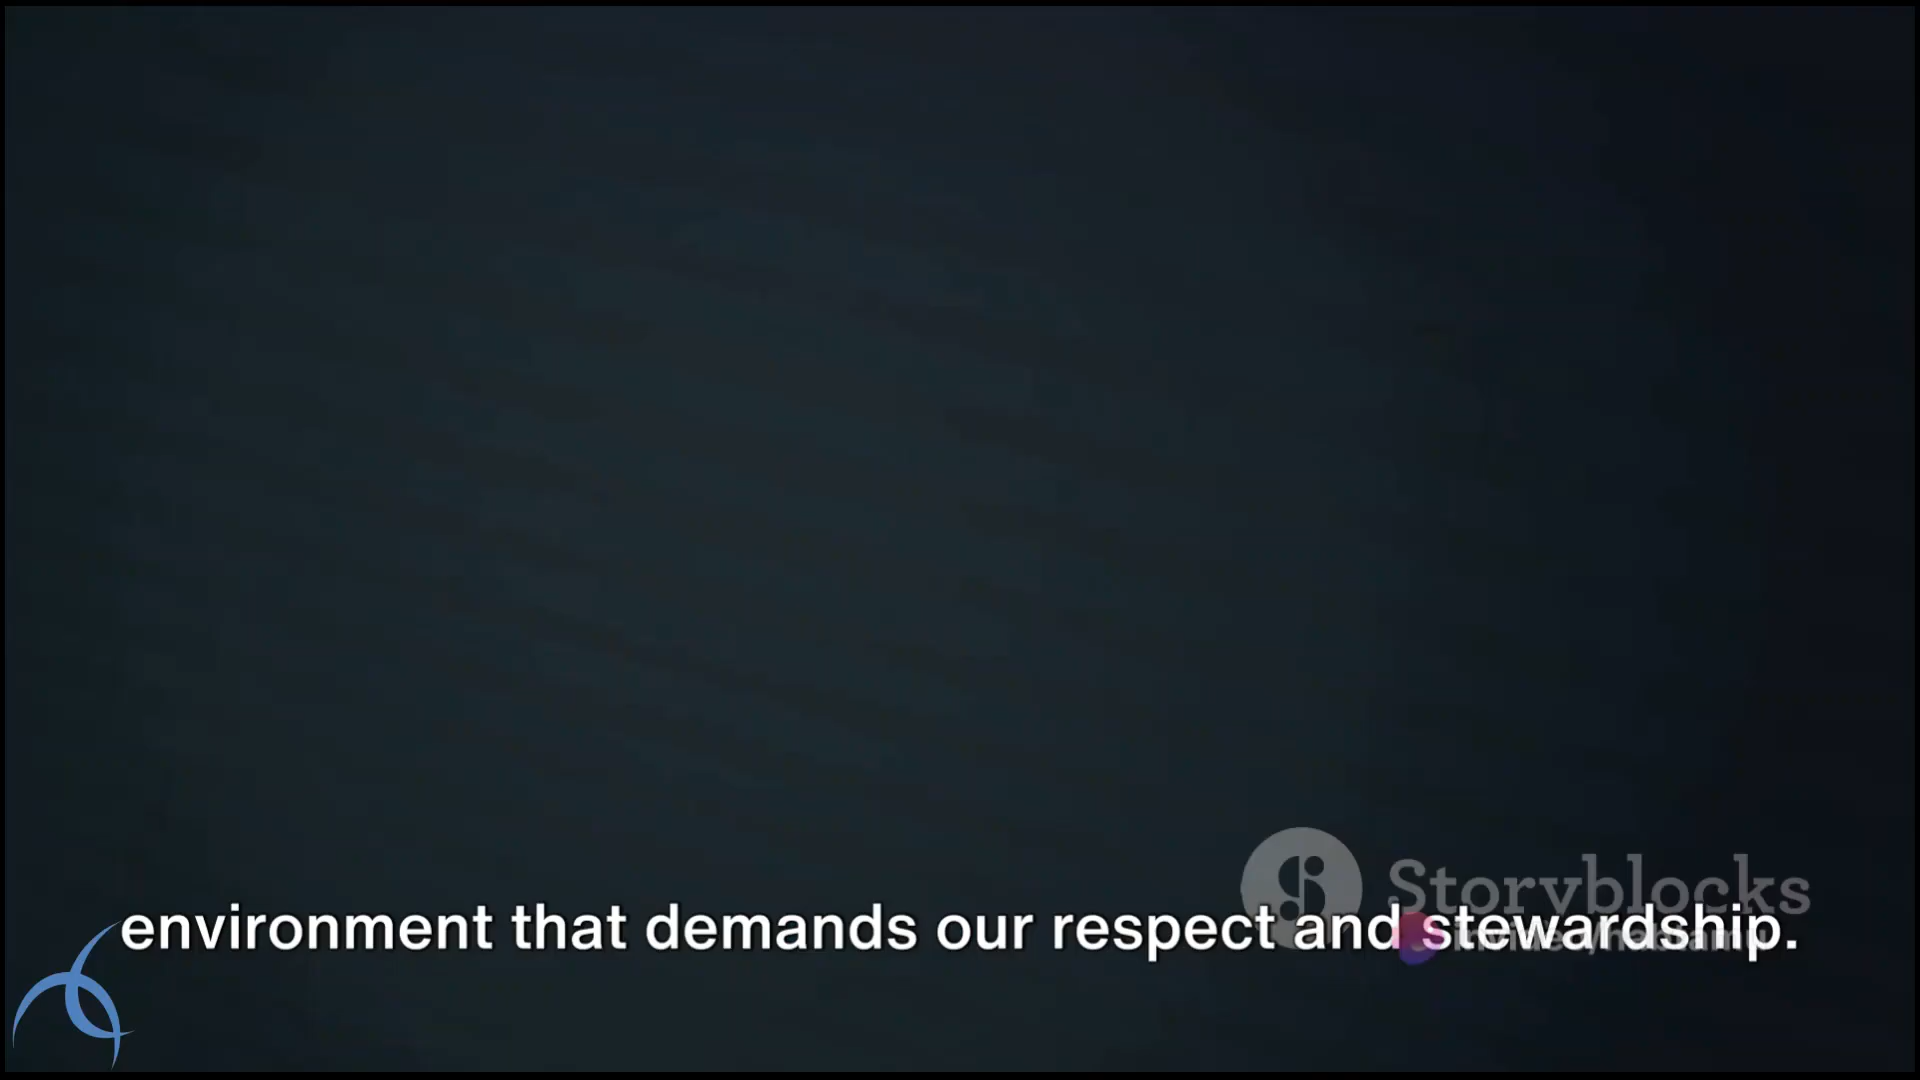 Storyblocks
environment that demands our respect and stewardship.